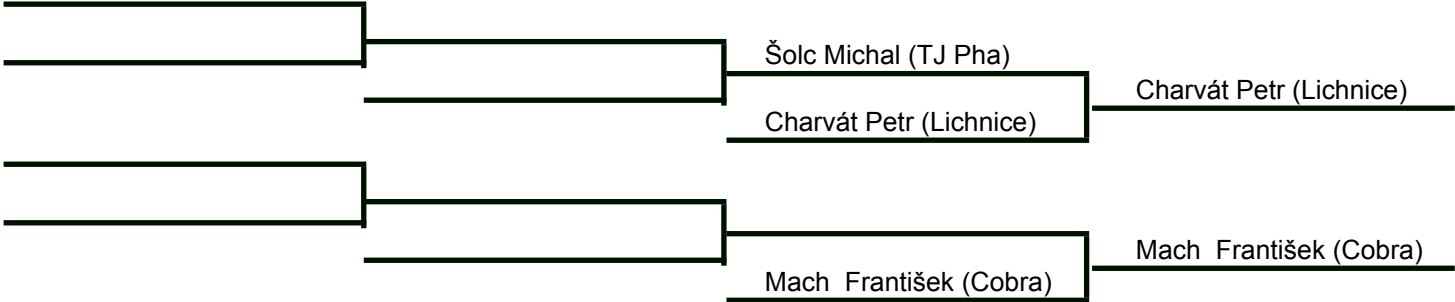 Šolc Michal (TJ Pha)
Charvát Petr (Lichnice)
Charvát Petr (Lichnice)
Mach  František (Cobra)
Mach  František (Cobra)